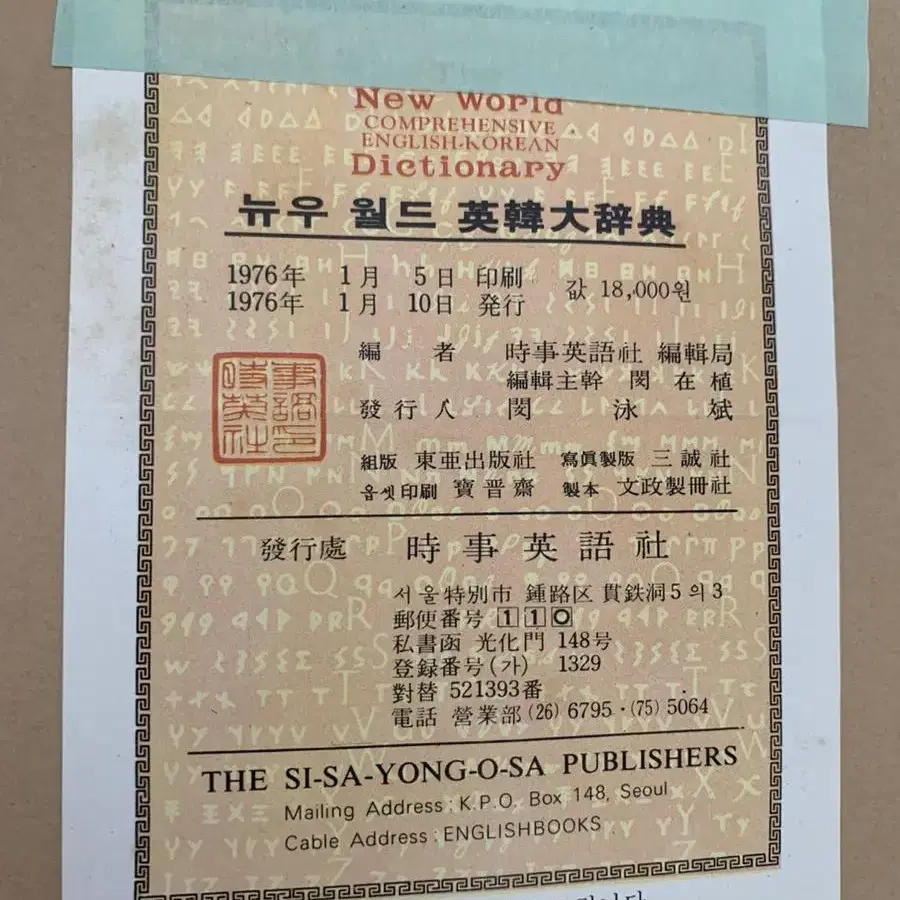 New World
COMPREHENSIVE
ENGLISH-KOREAN
Dictionary
뉴우 월드 英韓大辞典
1976年 1月 5日 印刷
1976年 1月 10日 発行
값 18,000원
編 者 時事英語社 編輯局
編輯主幹 閔 在 植
發行人 閔 泳 斌
組版 東亜出版社 寫眞製版 三誠社
옵셋印刷 寶晋齋 製本 文政製冊社
發行處 時事英語社
서울特別市 鍾路区 貫鉄洞5의3
郵便番号 110
私書函 光化門 148号
登録番号(가) 1329
對替 521393番
電話 營業部 (26) 6795·(75) 5064
THE SI-SA-YONG-O-SA PUBLISHERS
Mailing Address : K.P.O. Box 148, Seoul
Cable Address : ENGLISHBOOKS